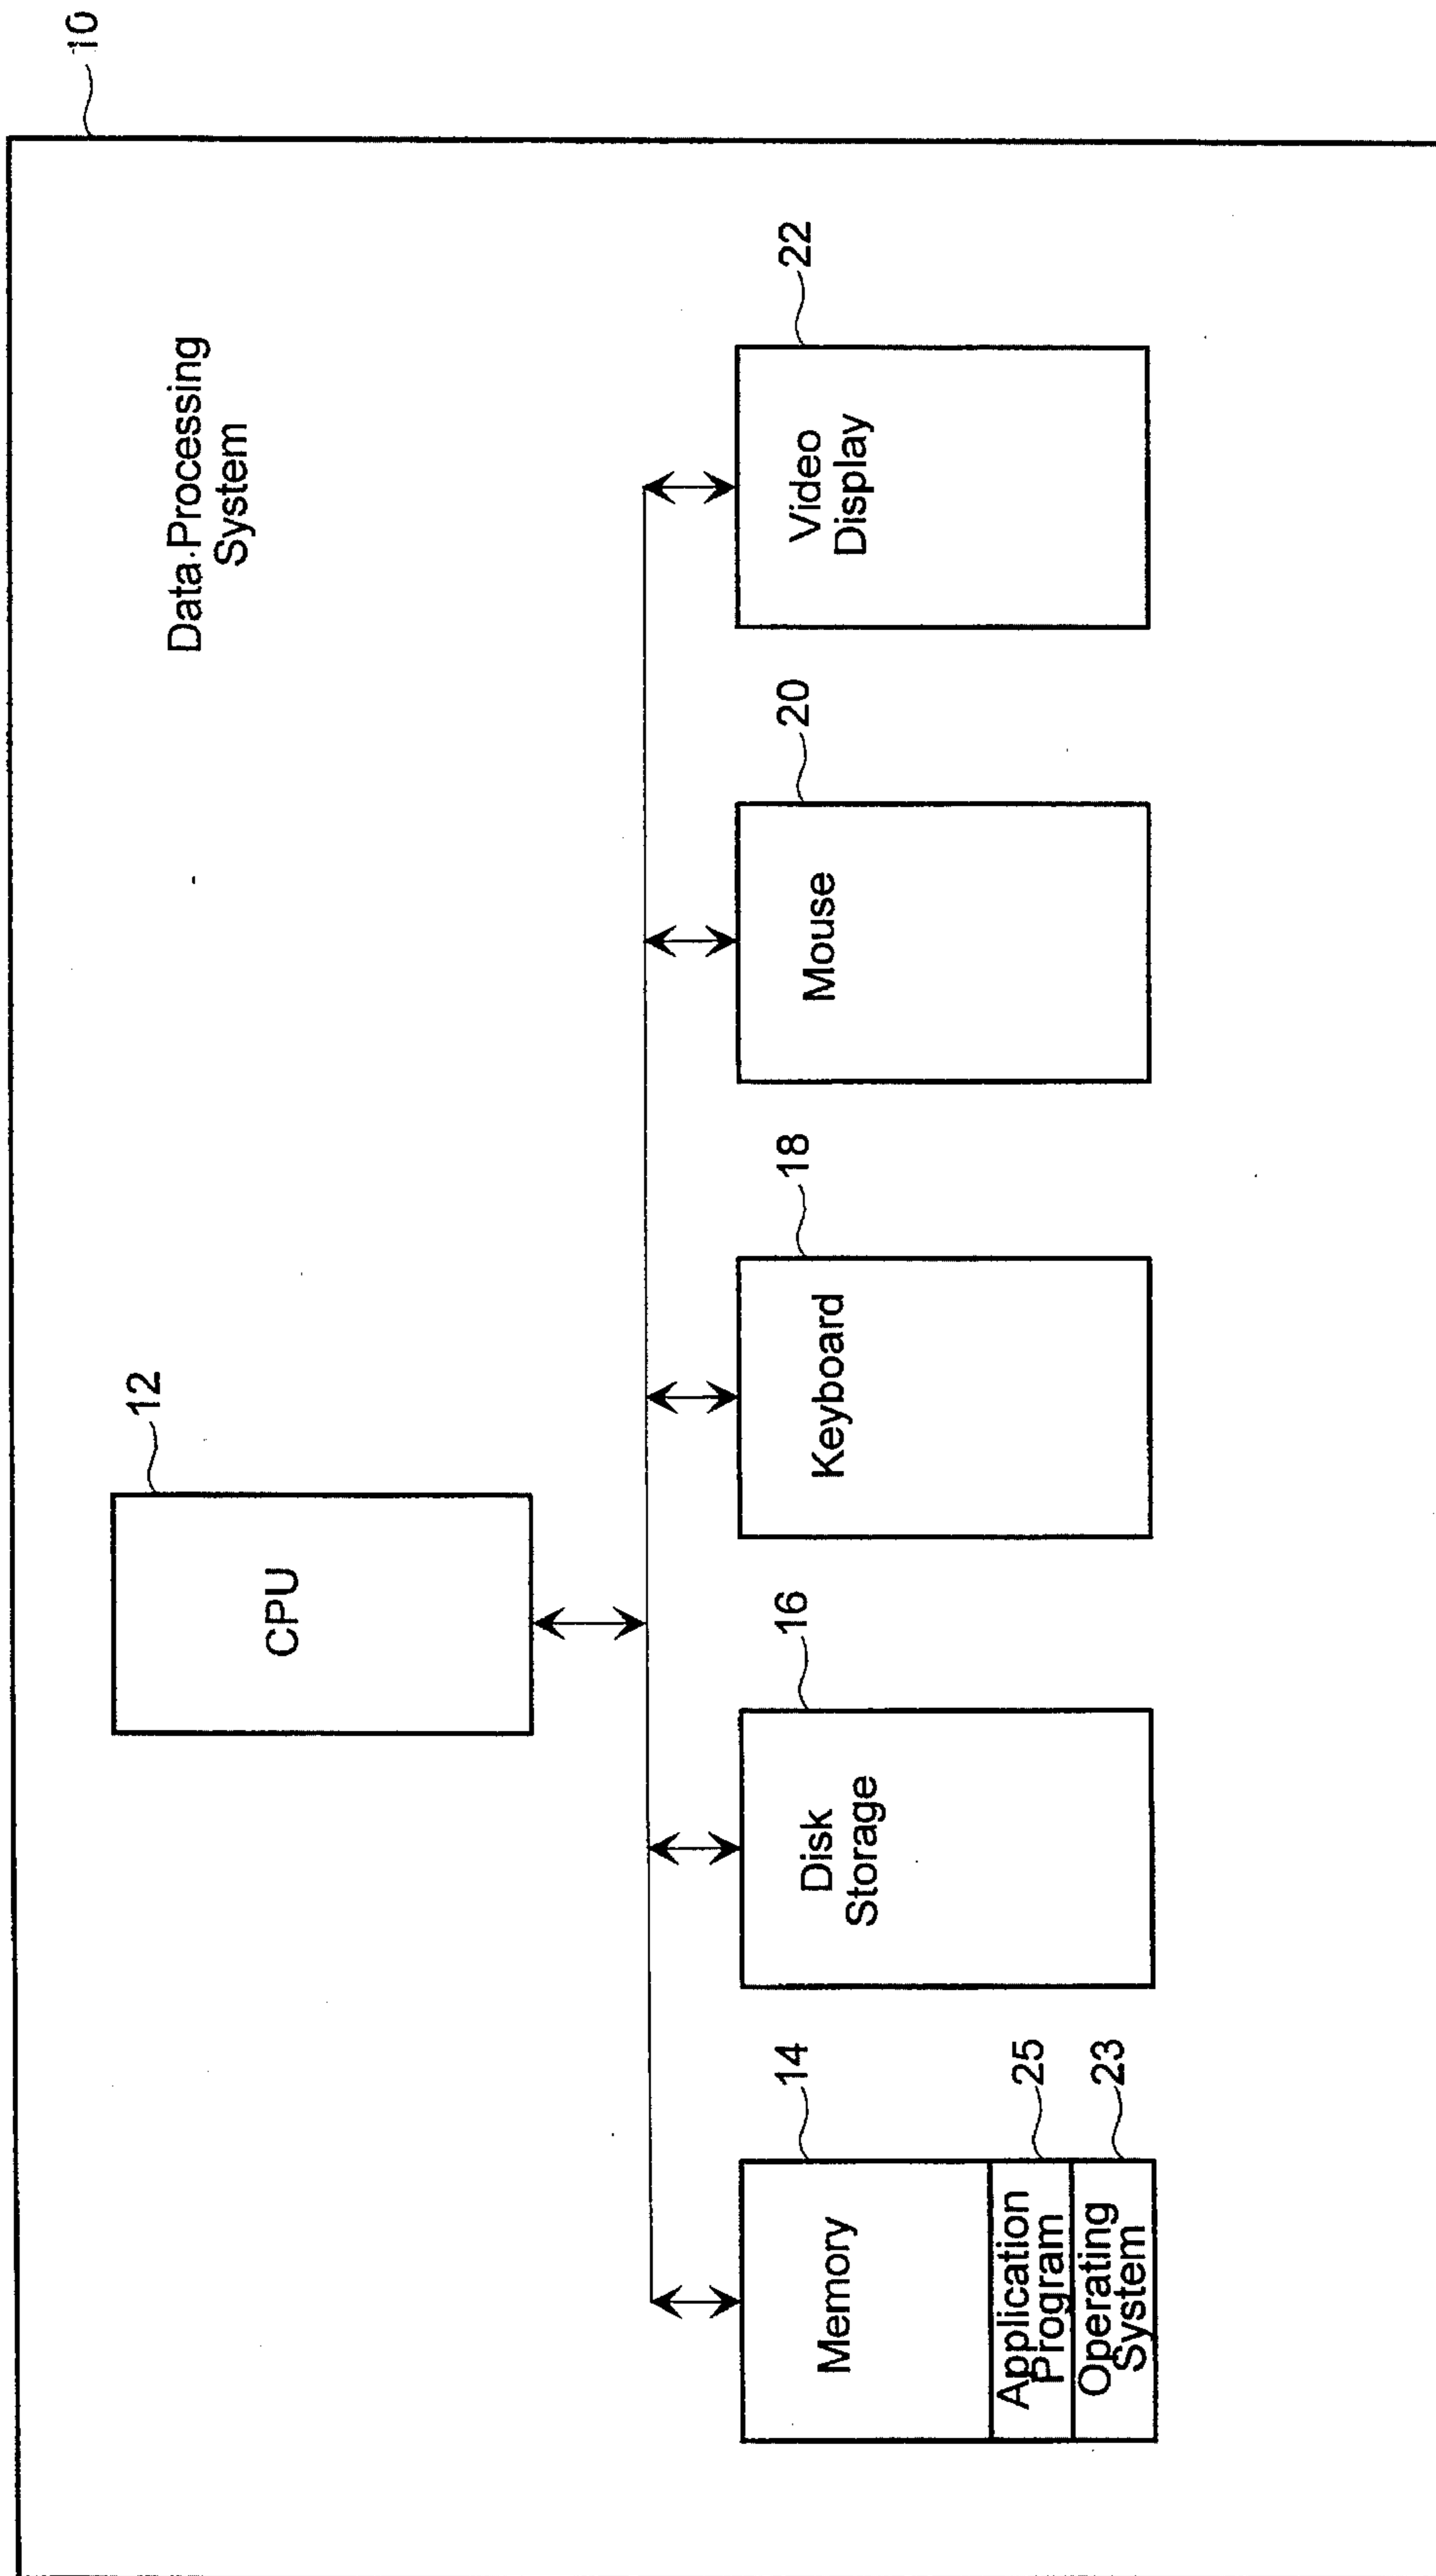 10
Data Processing
System
12
CPU
14
Memory
25
Application
Program
23
Operating
System
16
Disk
Storage
18
Keyboard
20
Mouse
22
Video
Display